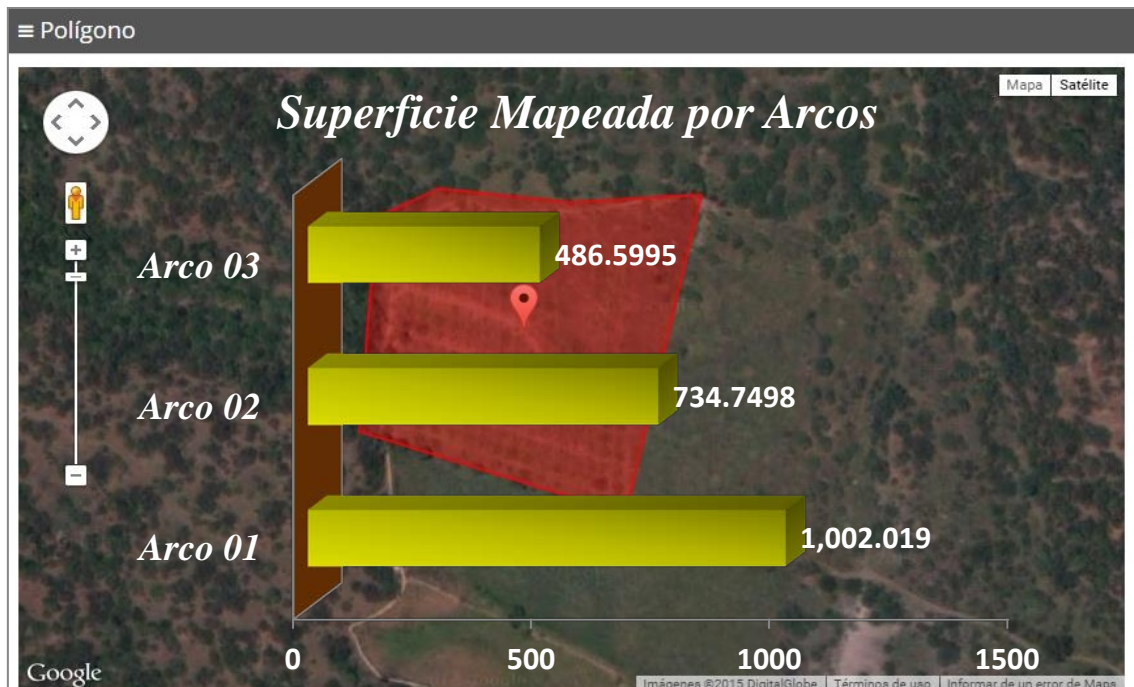 ≡ Polígono
Mapa Satélite
Superficie Mapeada por Arcos
Arco 03 486.5995
Arco 02 734.7498
Arco 01 1,002.019
0 500 1000 1500
Google
Imágenes ©2015 DigitalGlobe Términos de uso Informar de un error de Maps